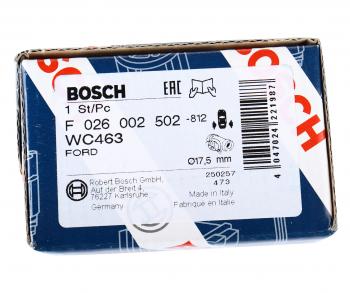 BOSCH
EAC
1 St/Pc
F 026 002 502 -812
WC463
FORD
Ø17,5 mm
250257
473
Robert Bosch GmbH,
Auf der Breit 4,
76227 Karlsruhe
Germany
Made in Italy
Fabriqué en Italie
4 047024 221987
BOSCH